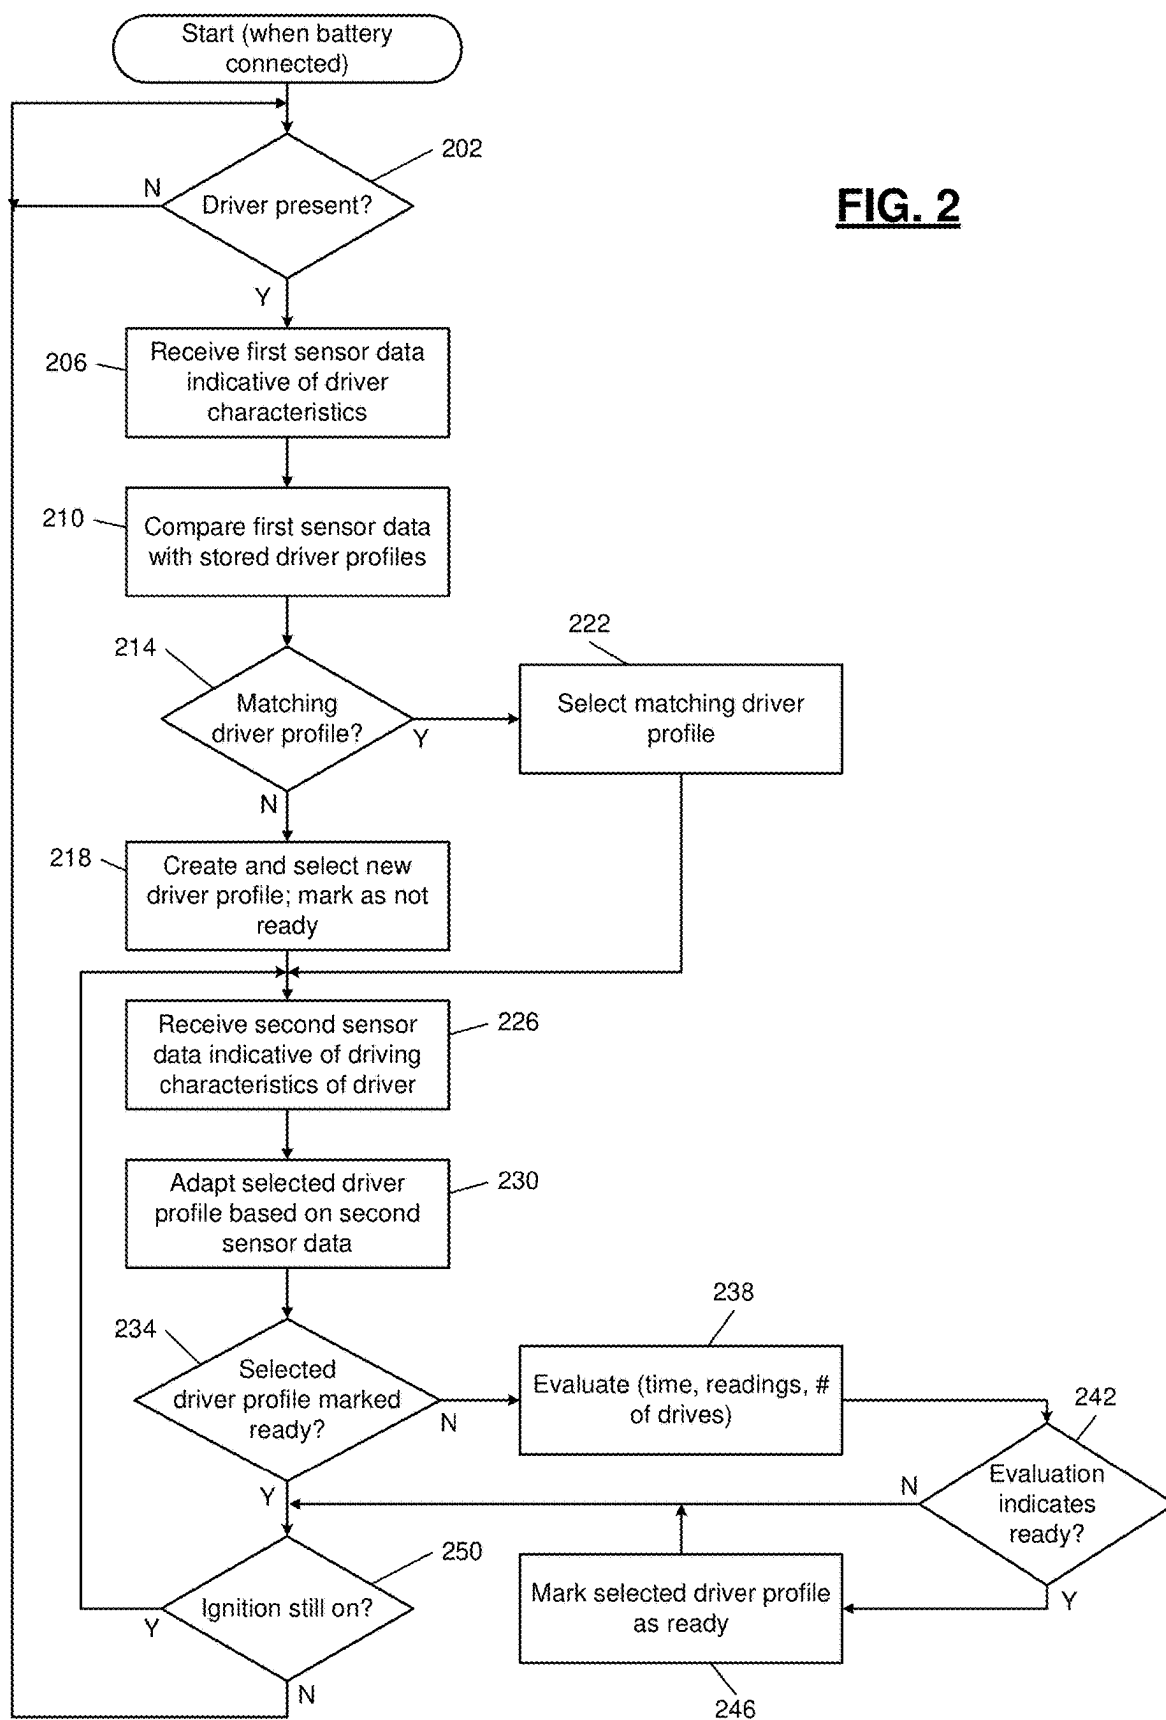 Start (when battery
connected)
202
N
Driver present?
FIG. 2
Y
206
Receive first sensor data
indicative of driver
characteristics
210
Compare first sensor data
with stored driver profiles
214
Matching
driver profile?
Y
222
Select matching driver
profile
N
218
Create and select new
driver profile; mark as not
ready
Receive second sensor
data indicative of driving
characteristics of driver
226
Adapt selected driver
profile based on second
sensor data
230
234
Selected
driver profile marked
ready?
N
238
Evaluate (time, readings, #
of drives)
242
Evaluation
indicates
ready?
N
Y
Y
250
Ignition still on?
Y
Mark selected driver profile
as ready
246
N